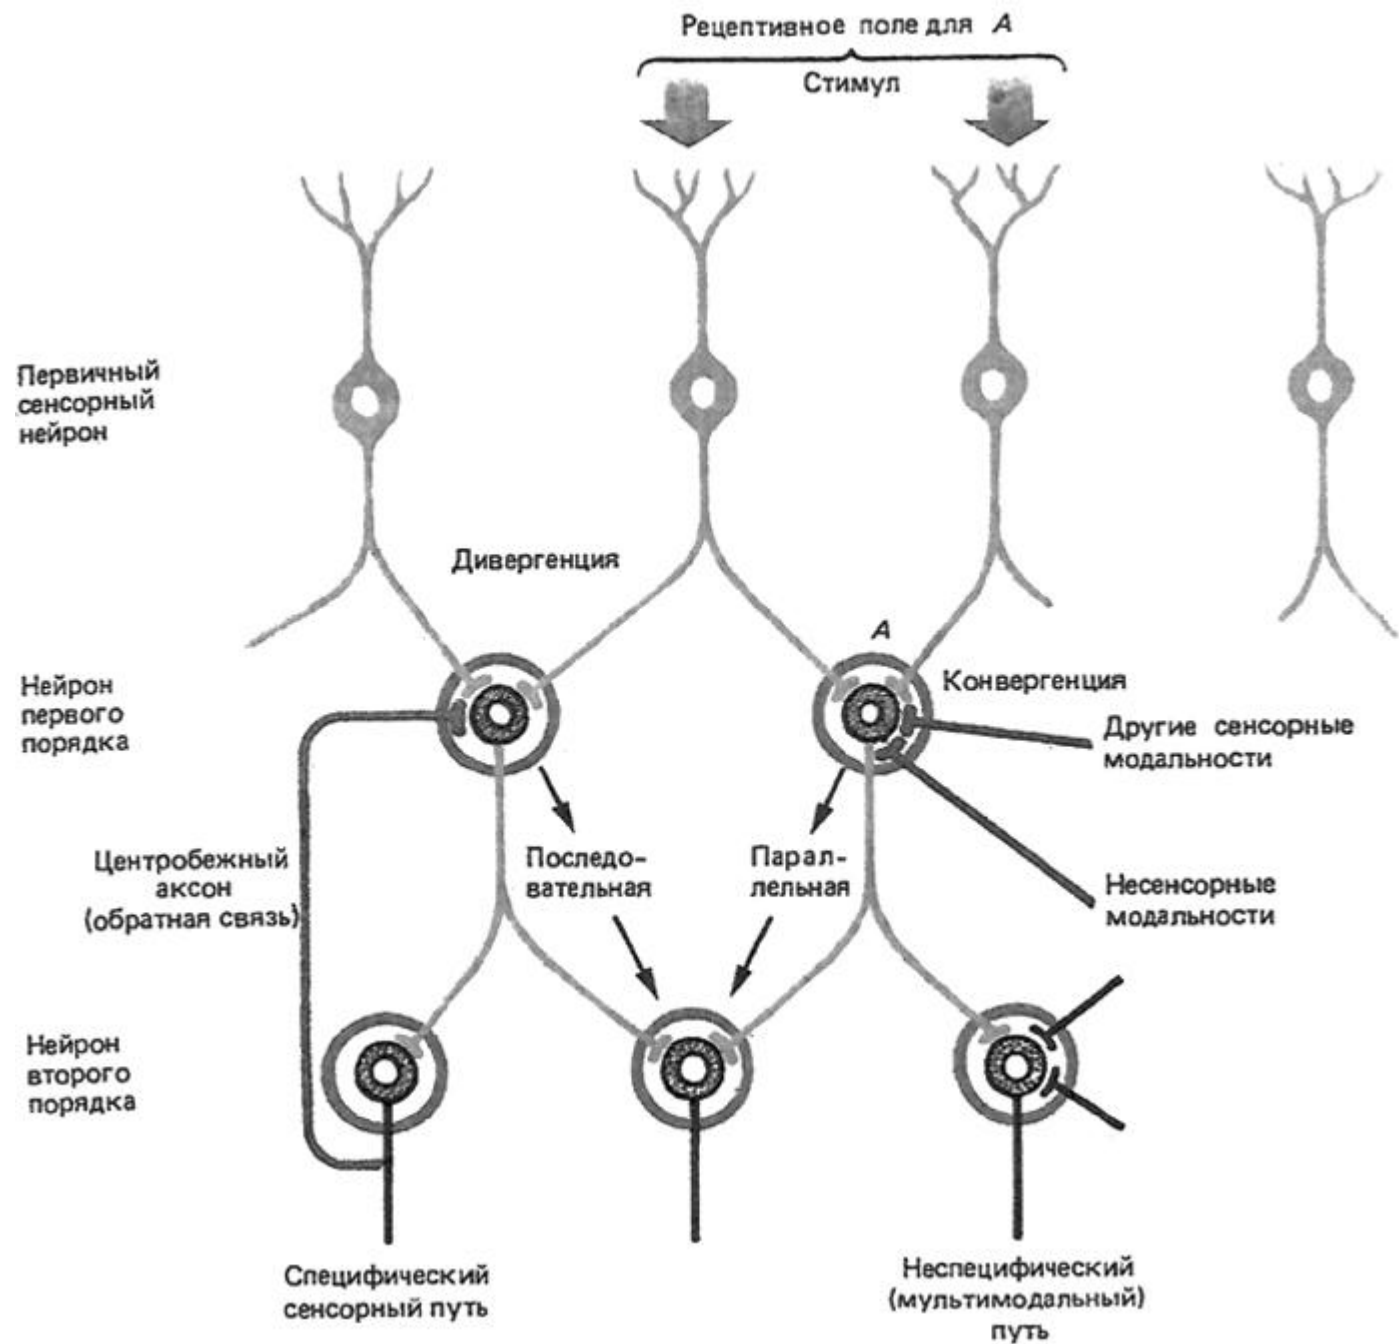 Рецептивное поле для A
Стимул
Первичный
сенсорный
нейрон
Дивергенция
A
Конвергенция
Нейрон
первого
порядка
Другие сенсорные
модальности
Центробежный
аксон
(обратная связь)
Последо-
вательная
Парал-
лельная
Несенсорные
модальности
Нейрон
второго
порядка
Специфический
сенсорный путь
Неспецифический
(мультимодальный)
путь